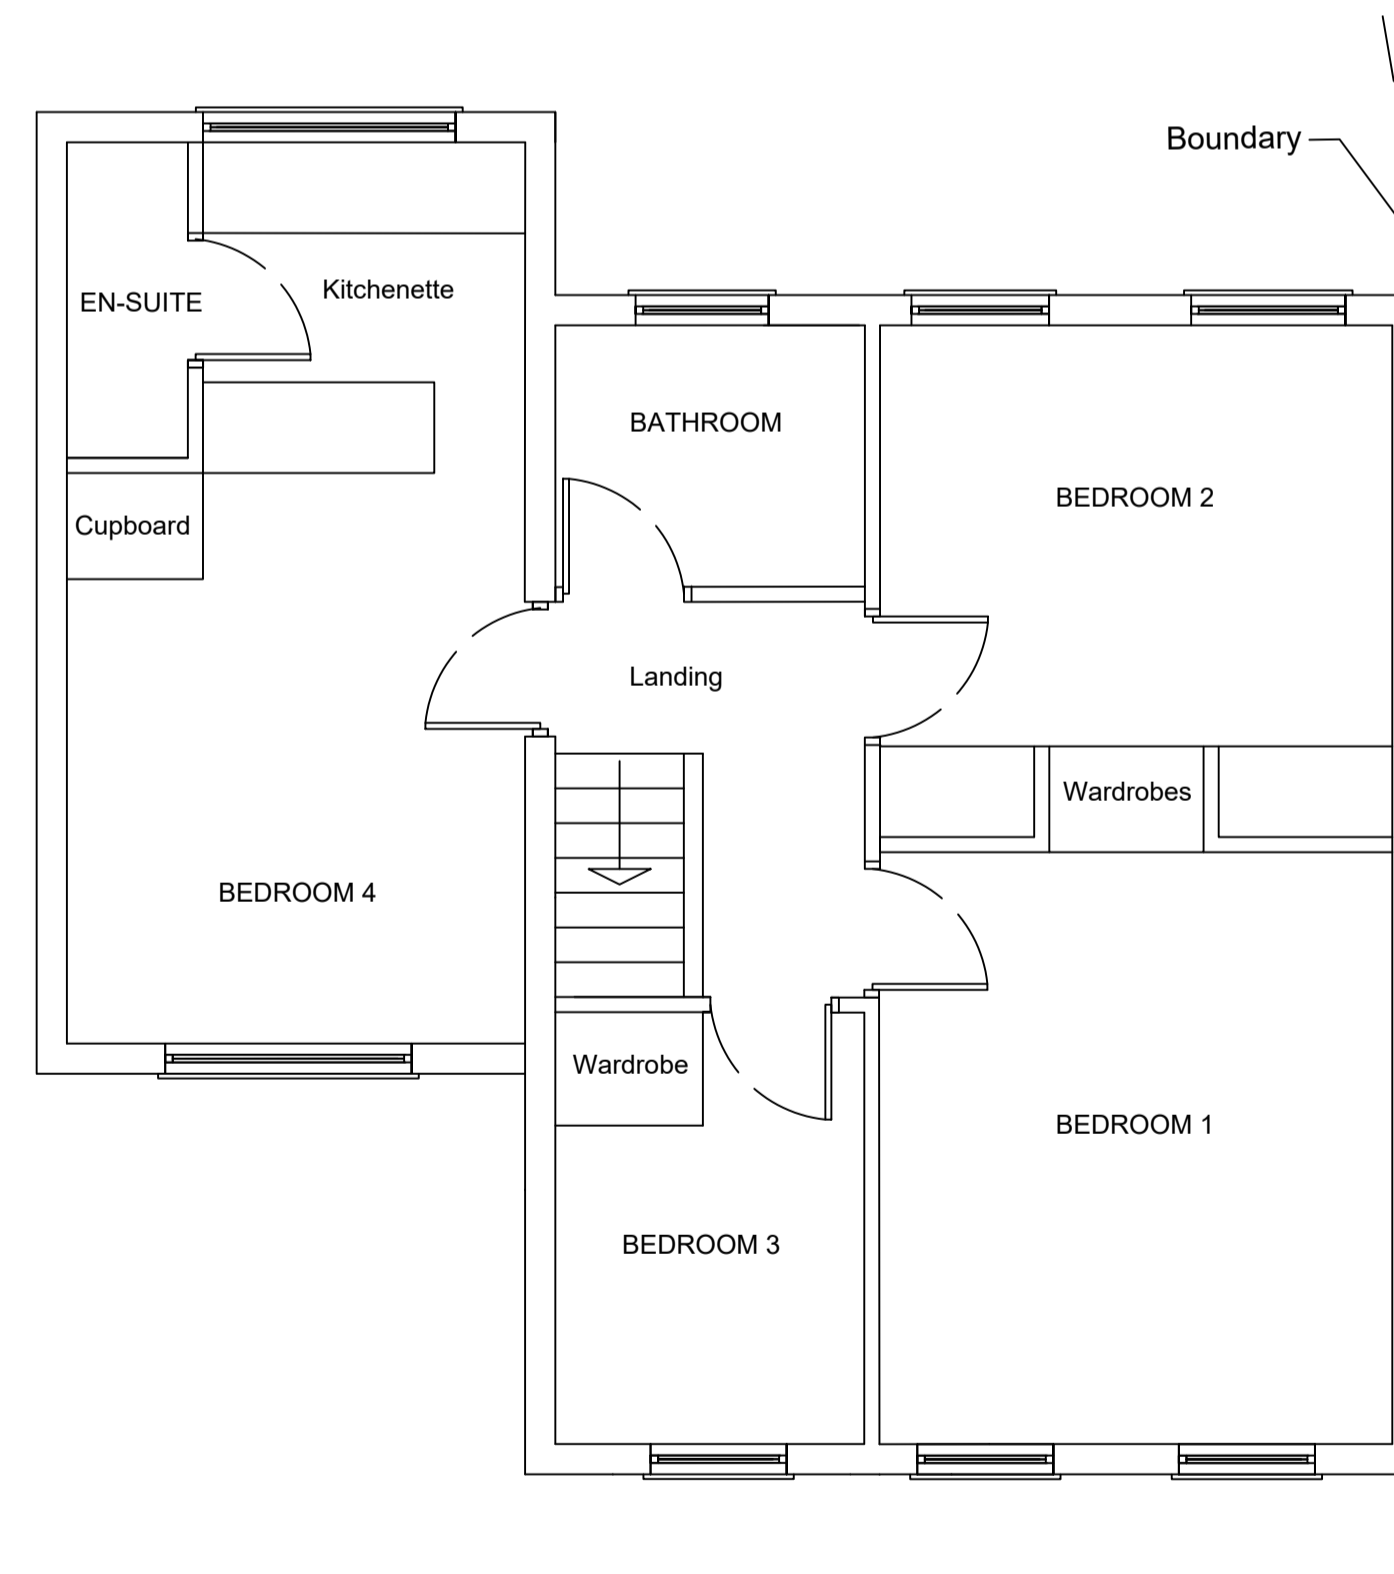 Boundary
EN-SUITE
Kitchenette
BATHROOM
BEDROOM 2
Cupboard
Landing
Wardrobes
BEDROOM 4
Wardrobe
BEDROOM 1
BEDROOM 3